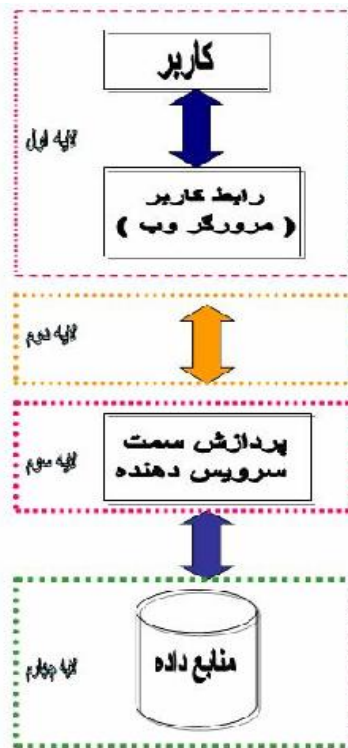 کاربر
لایه اول
رابط کاربر
( مرورگر وب )
لایه دوم
پردازش سمت
سرویس دهنده
لایه سوم
منابع داده
لایه چهارم